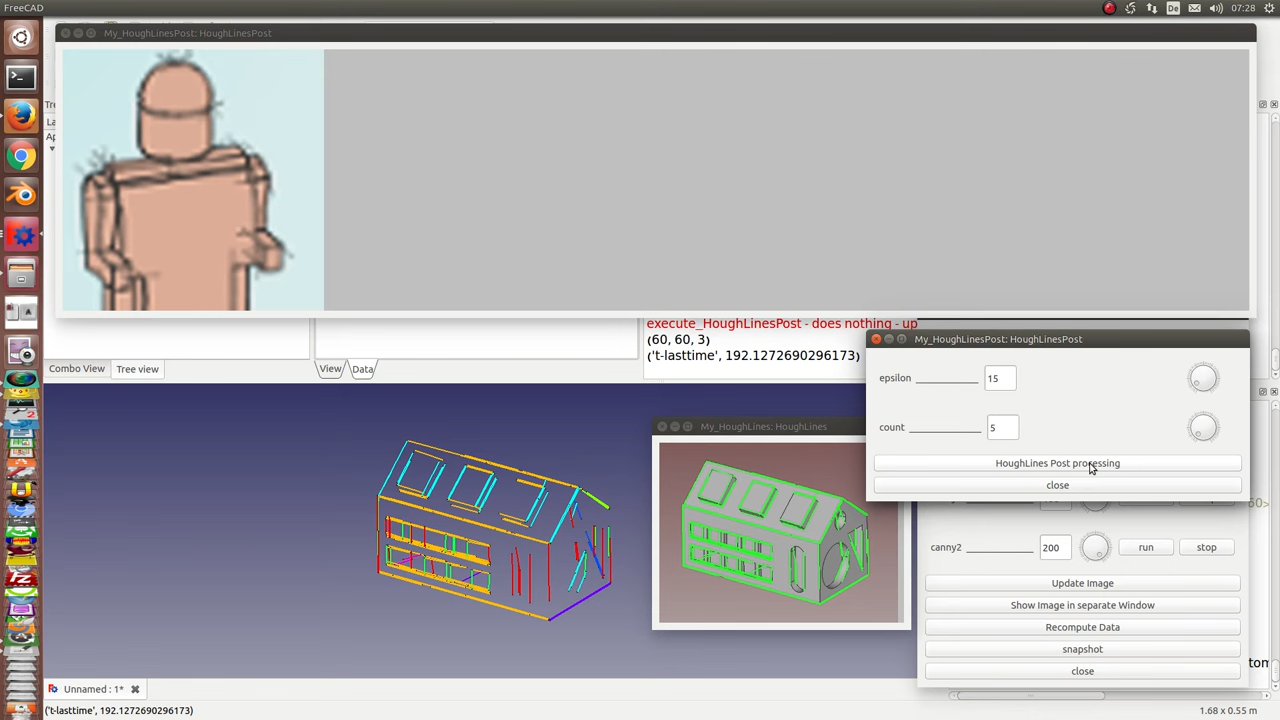 FreeCAD
De
07:28
My_HoughLinesPost: HoughLinesPost
execute_HoughLinesPost - does nothing - up
(60, 60, 3)
('t-lasttime', 192.1272690296173)
My_HoughLinesPost: HoughLinesPost
epsilon
15
count
5
HoughLines Post processing
close
Combo View
Tree view
View
Data
My_HoughLines: HoughLines
canny2
200
run
stop
Update Image
Show Image in separate Window
Recompute Data
snapshot
close
Unnamed : 1*
('t-lasttime', 192.1272690296173)
1.68 x 0.55 m